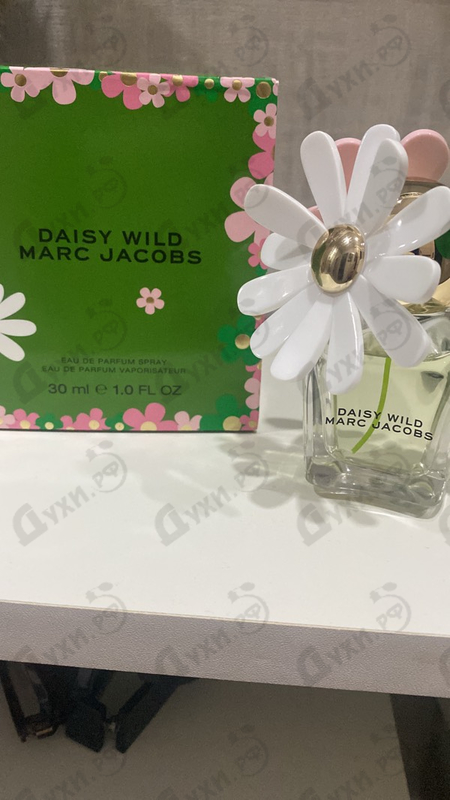 DAISY WILD
MARC JACOBS
EAU DE PARFUM SPRAY
EAU DE PARFUM VAPORISATEUR
30 ml ℮ 1.0 FL OZ
DAISY WILD
MARC JACOBS
Духи.РФ